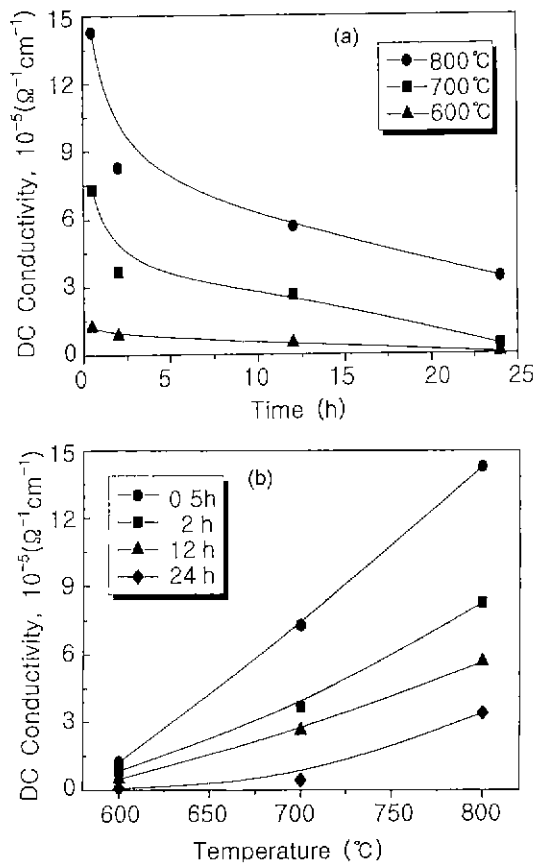 (a)
800℃
700℃
600℃
DC Conductivity, 10⁻⁵(Ω⁻¹cm⁻¹)
15
12
9
6
3
0
0 5 10 15 20 25
Time (h)
(b)
0 5h
2 h
12 h
24 h
DC Conductivity, 10⁻⁵(Ω⁻¹cm⁻¹)
15
12
9
6
3
0
600 650 700 750 800
Temperature (℃)